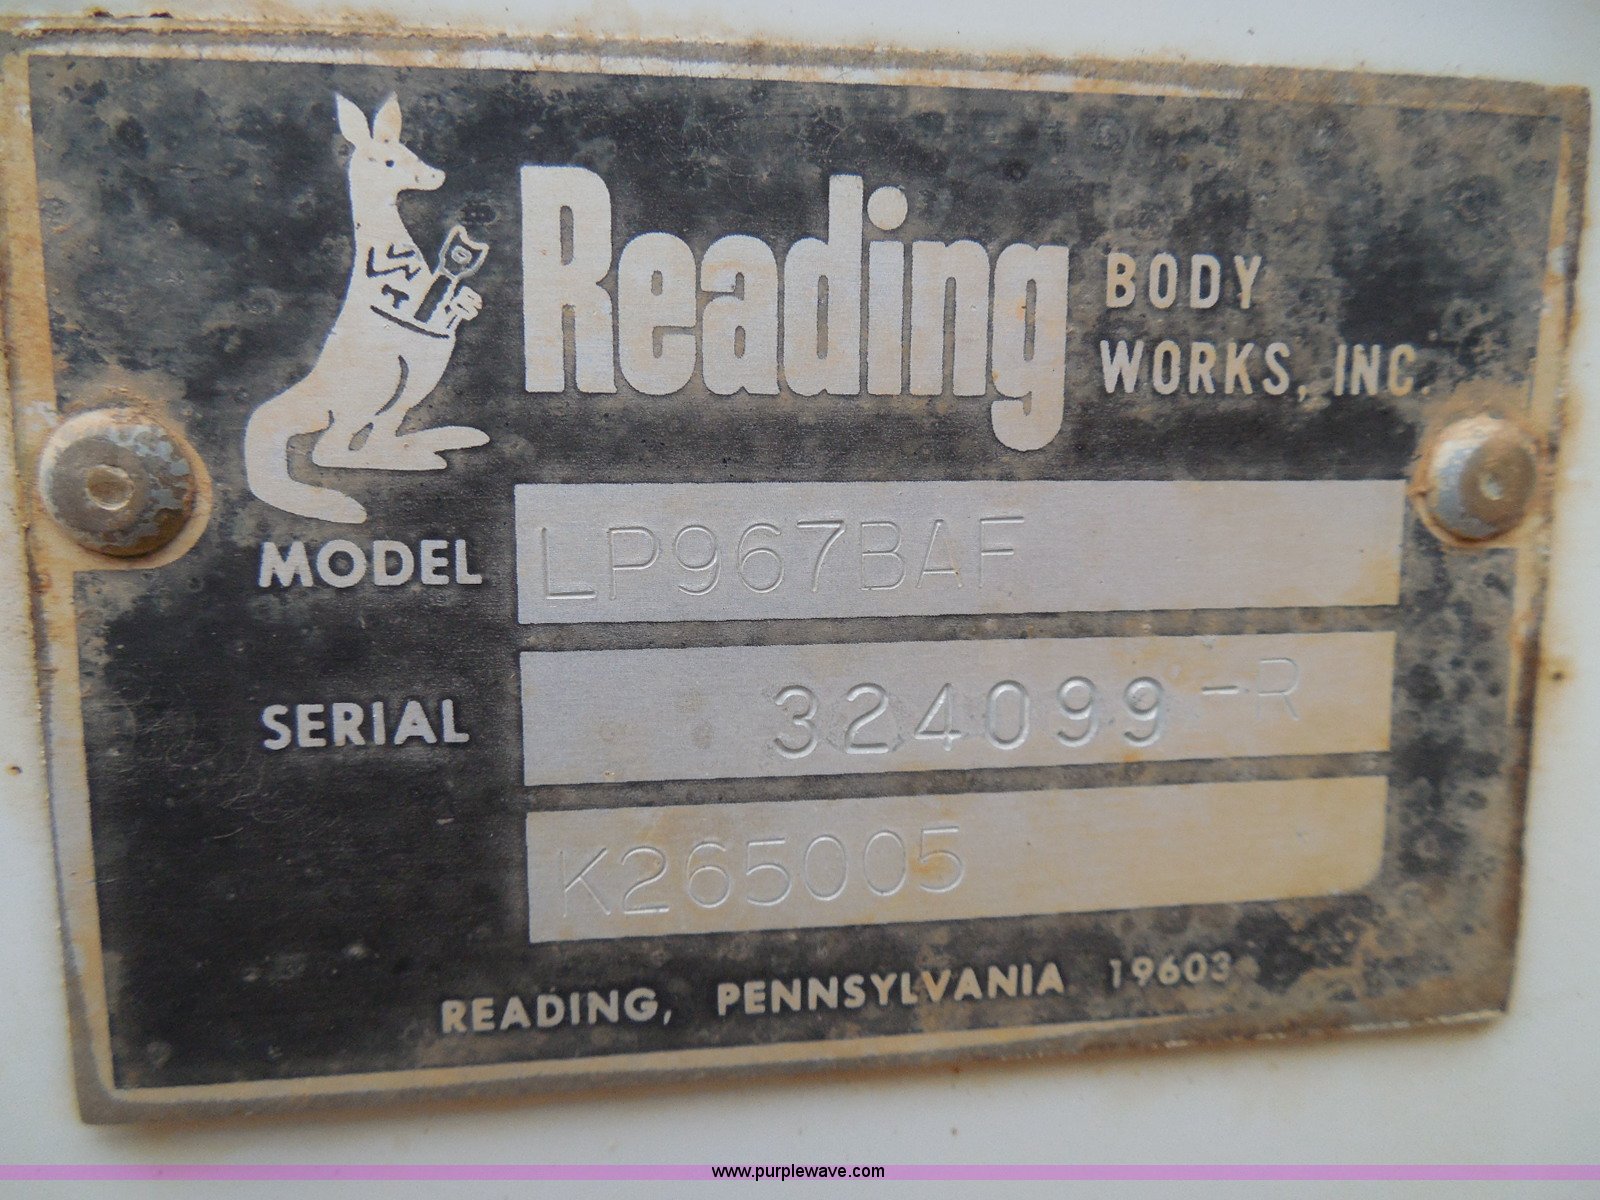 Reading BODY
WORKS, INC.
MODEL LP967BAF
SERIAL 324099-R
K265005
READING, PENNSYLVANIA 19603
www.purplewave.com